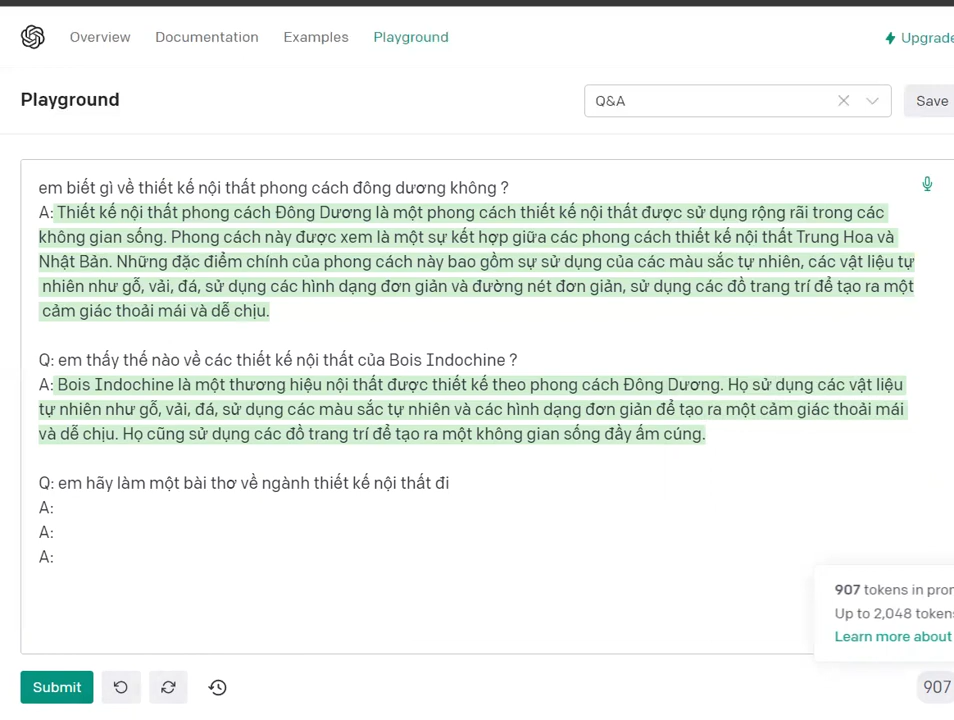 Overview Documentation Examples Playground Upgrade
Playground Q&A Save
em biết gì về thiết kế nội thất phong cách đông dương không ?
A: Thiết kế nội thất phong cách Đông Dương là một phong cách thiết kế nội thất được sử dụng rộng rãi trong các
không gian sống. Phong cách này được xem là một sự kết hợp giữa các phong cách thiết kế nội thất Trung Hoa và
Nhật Bản. Những đặc điểm chính của phong cách này bao gồm sự sử dụng của các màu sắc tự nhiên, các vật liệu tự
nhiên như gỗ, vải, đá, sử dụng các hình dạng đơn giản và đường nét đơn giản, sử dụng các đồ trang trí để tạo ra một
cảm giác thoải mái và dễ chịu.
Q: em thấy thế nào về các thiết kế nội thất của Bois Indochine ?
A: Bois Indochine là một thương hiệu nội thất được thiết kế theo phong cách Đông Dương. Họ sử dụng các vật liệu
tự nhiên như gỗ, vải, đá, sử dụng các màu sắc tự nhiên và các hình dạng đơn giản để tạo ra một cảm giác thoải mái
và dễ chịu. Họ cũng sử dụng các đồ trang trí để tạo ra một không gian sống đầy ấm cúng.
Q: em hãy làm một bài thơ về ngành thiết kế nội thất đi
A:
A:
A:
907 tokens in pro
Up to 2,048 tokens
Learn more about
Submit 907